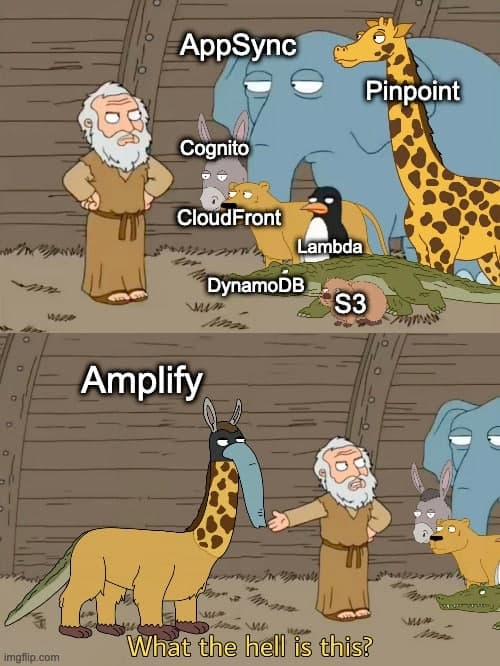 AppSync
Pinpoint
Cognito
CloudFront
Lambda
DynamoDB
S3
Amplify
What the hell is this?
imgflip.com